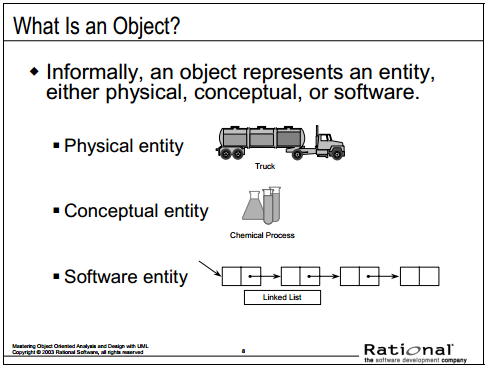 What Is an Object?
◆ Informally, an object represents an entity,
either physical, conceptual, or software.
▪ Physical entity
Truck
▪ Conceptual entity
Chemical Process
▪ Software entity
Linked List
Mastering Object Oriented Analysis and Design with UML
Copyright © 2003 Rational Software, all rights reserved
8
Rational®
the software development company